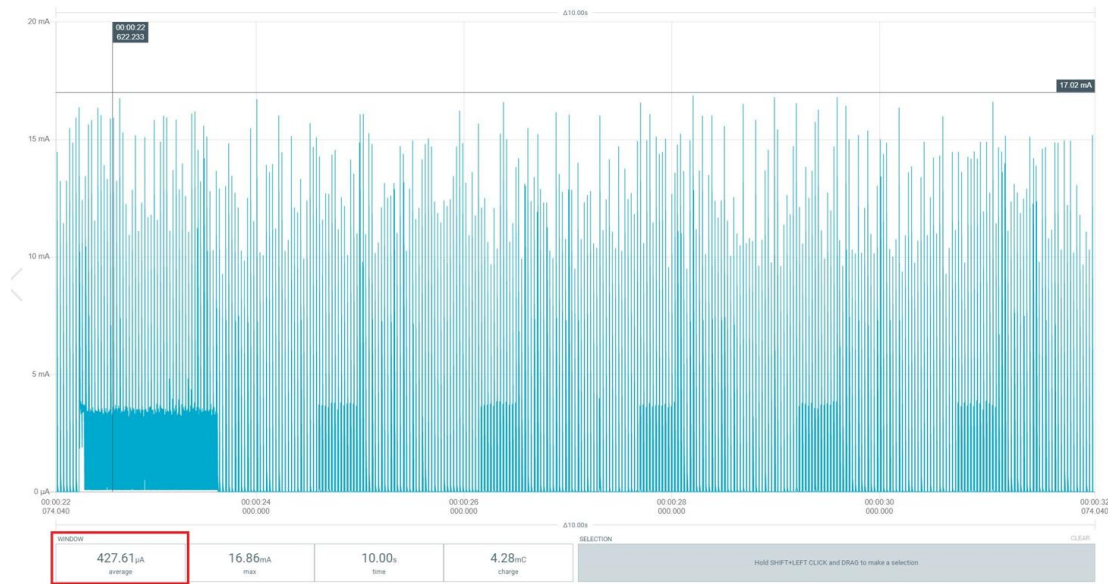 Δ10.00s
20 mA
00:00:22
622.233
17.02 mA
15 mA
10 mA
5 mA
0 µA
00:00:22 00:00:24 00:00:26 00:00:28 00:00:30 00:00:32
074.040 000.000 000.000 000.000 000.000 074.040
Δ10.00s
WINDOW SELECTION CLEAR
427.61 µA 16.86mA 10.00s 4.28mC
average max time charge
Hold SHIFT+LEFT CLICK and DRAG to make a selection